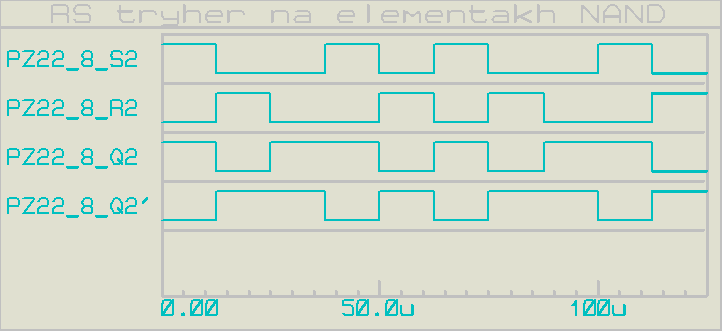 RS tryher na elementakh NAND
PZ22_8_S2
PZ22_8_R2
PZ22_8_Q2
PZ22_8_Q2′
0.00 50.0u 100u